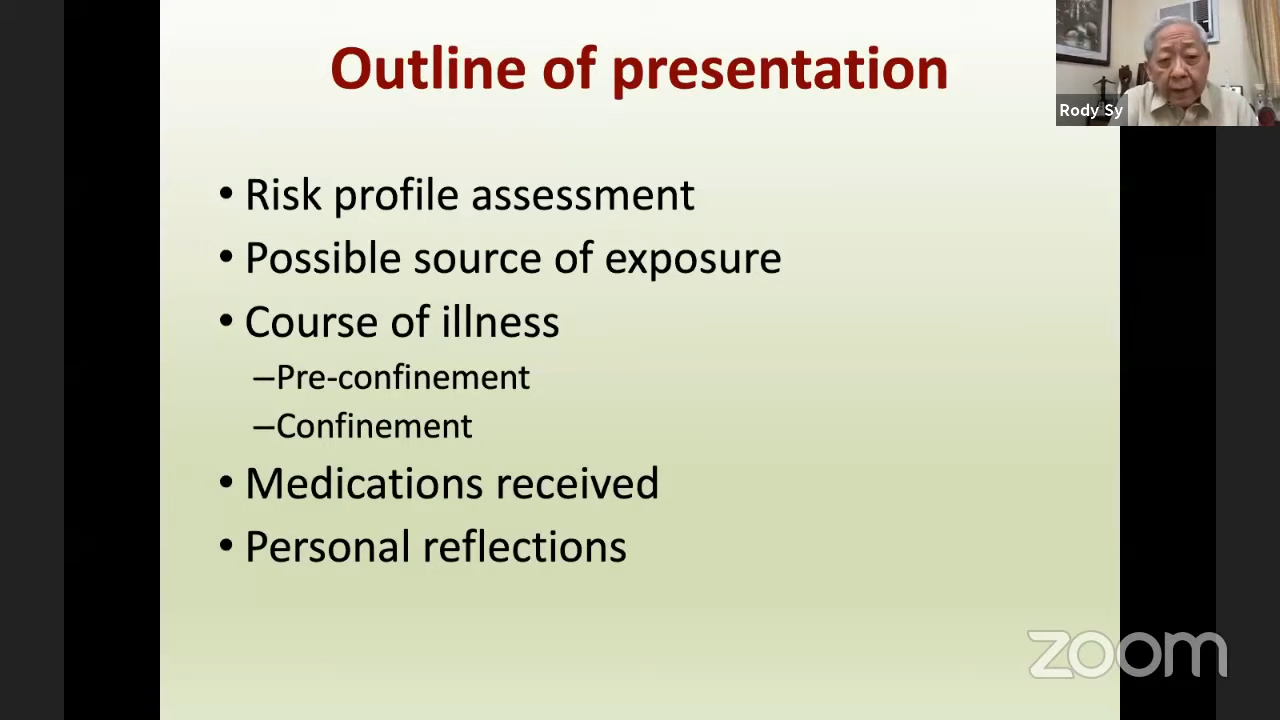 Outline of presentation
Rody Sy
• Risk profile assessment
• Possible source of exposure
• Course of illness
–Pre-confinement
–Confinement
• Medications received
• Personal reflections
zoom